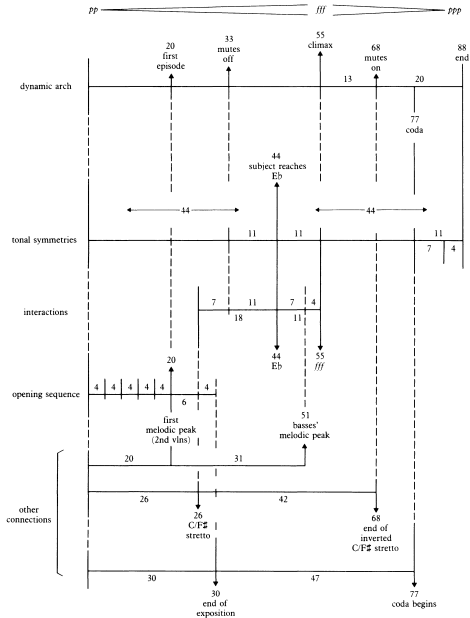 pp fff ppp
20
first
episode
33
mutes
off
55
climax
68
mutes
on
88
end
dynamic arch
13 20
77
coda
44
subject reaches
Eb
44 44
tonal symmetries
11 11 11
7 4
interactions
7 11 7 4
18 11
44
Eb
55
fff
20
opening sequence
4 4 4 4 4 4
6
first
melodic peak
(2nd vlns)
51
basses'
melodic peak
20 31
other
connections
26 42
26
C/F♯
stretto
68
end of
inverted
C/F♯ stretto
30 47
30
end of
exposition
77
coda begins